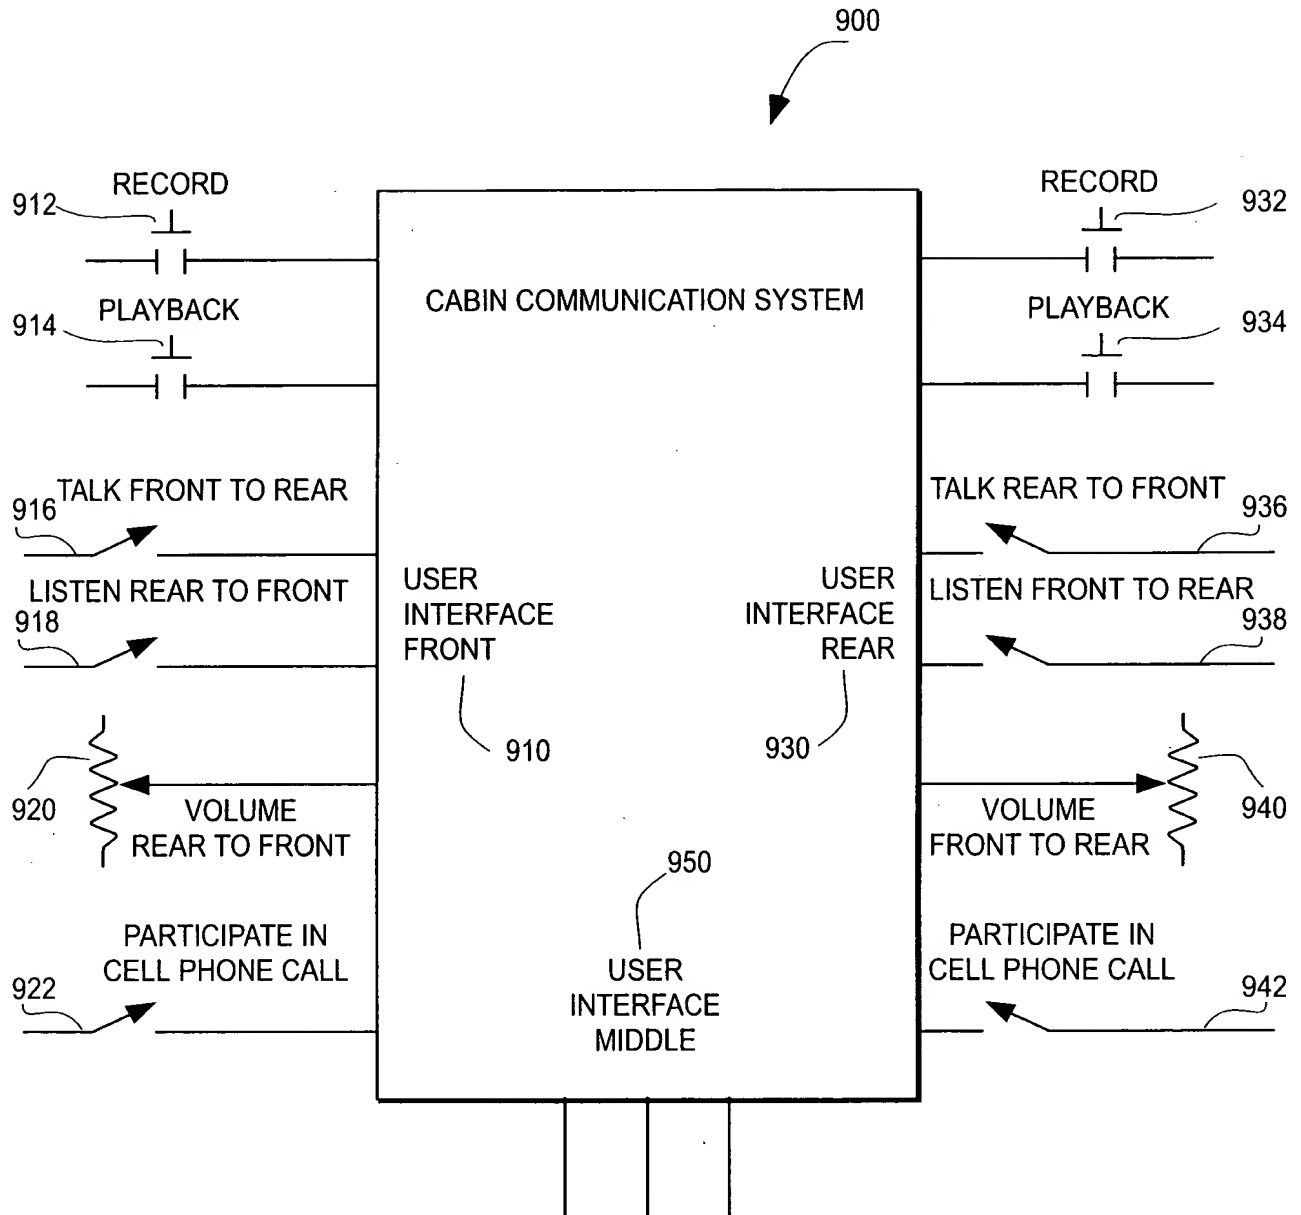 900
RECORD
912
PLAYBACK
914
TALK FRONT TO REAR
916
LISTEN REAR TO FRONT
918
920
VOLUME
REAR TO FRONT
PARTICIPATE IN
CELL PHONE CALL
922
CABIN COMMUNICATION SYSTEM
USER
INTERFACE
FRONT
910
USER
INTERFACE
REAR
930
950
USER
INTERFACE
MIDDLE
RECORD
932
PLAYBACK
934
TALK REAR TO FRONT
936
LISTEN FRONT TO REAR
938
940
VOLUME
FRONT TO REAR
PARTICIPATE IN
CELL PHONE CALL
942